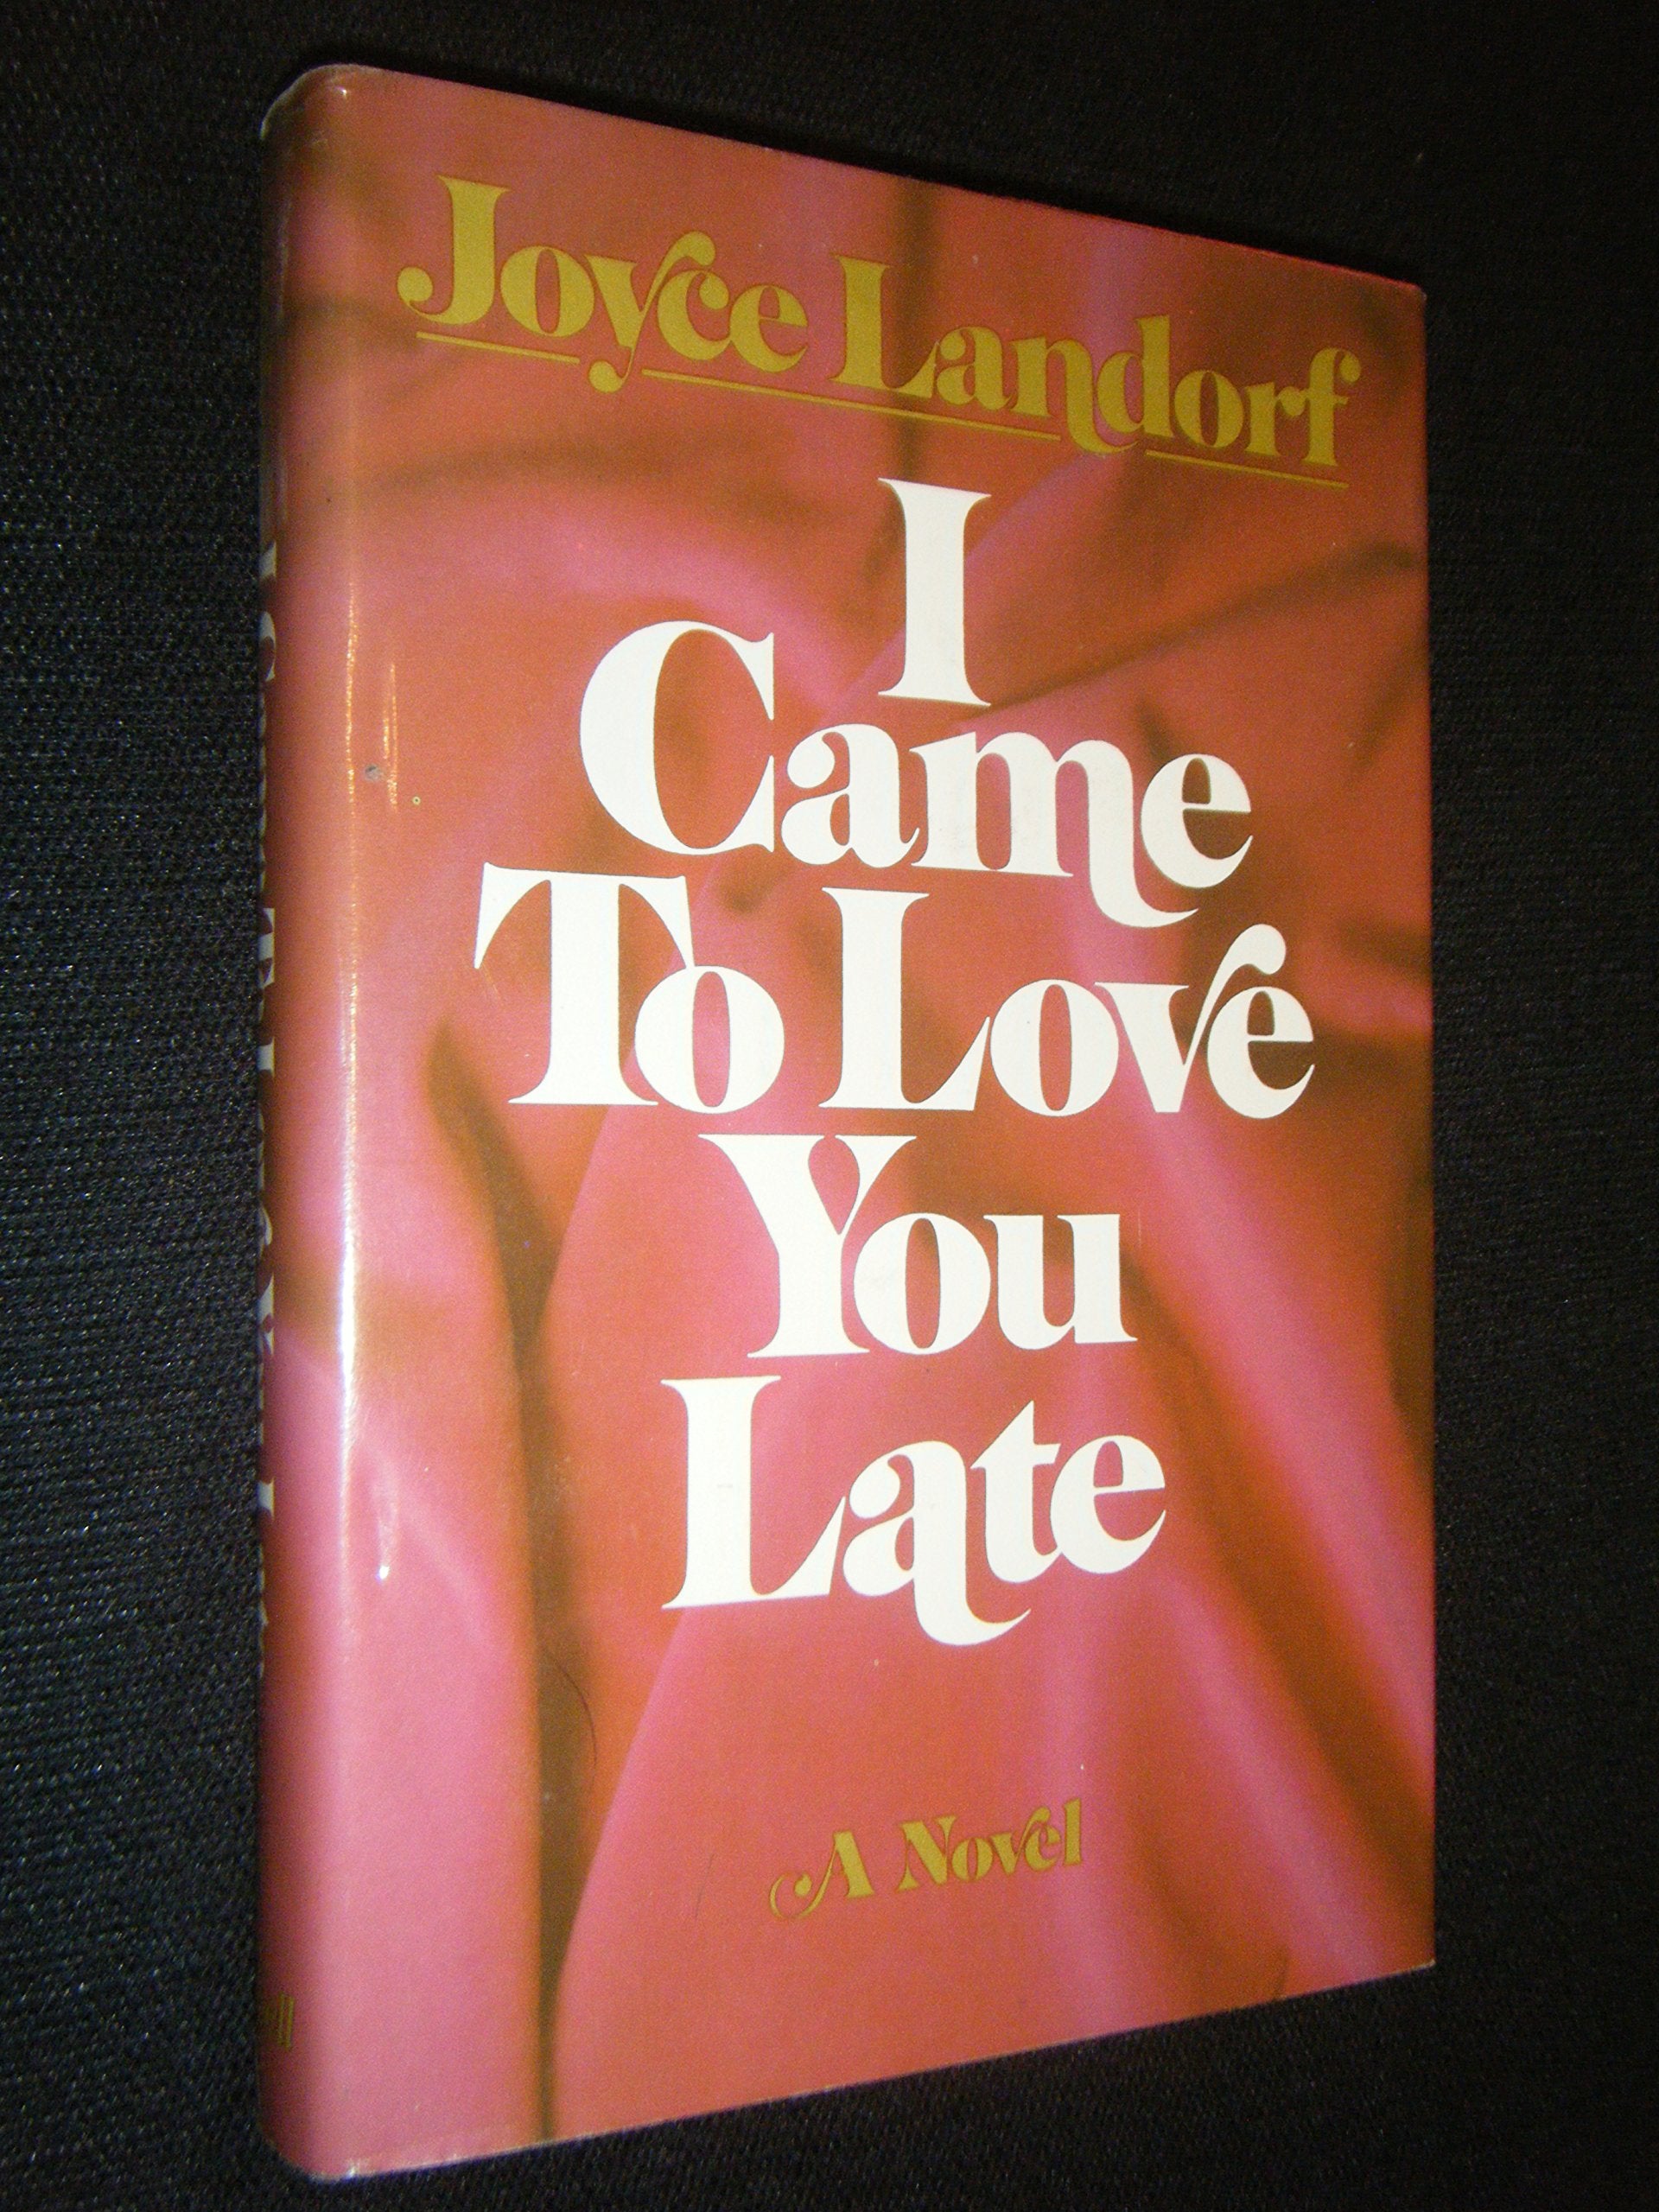 Joyce Landorf
I
Came
To Love
You
Late
A Novel